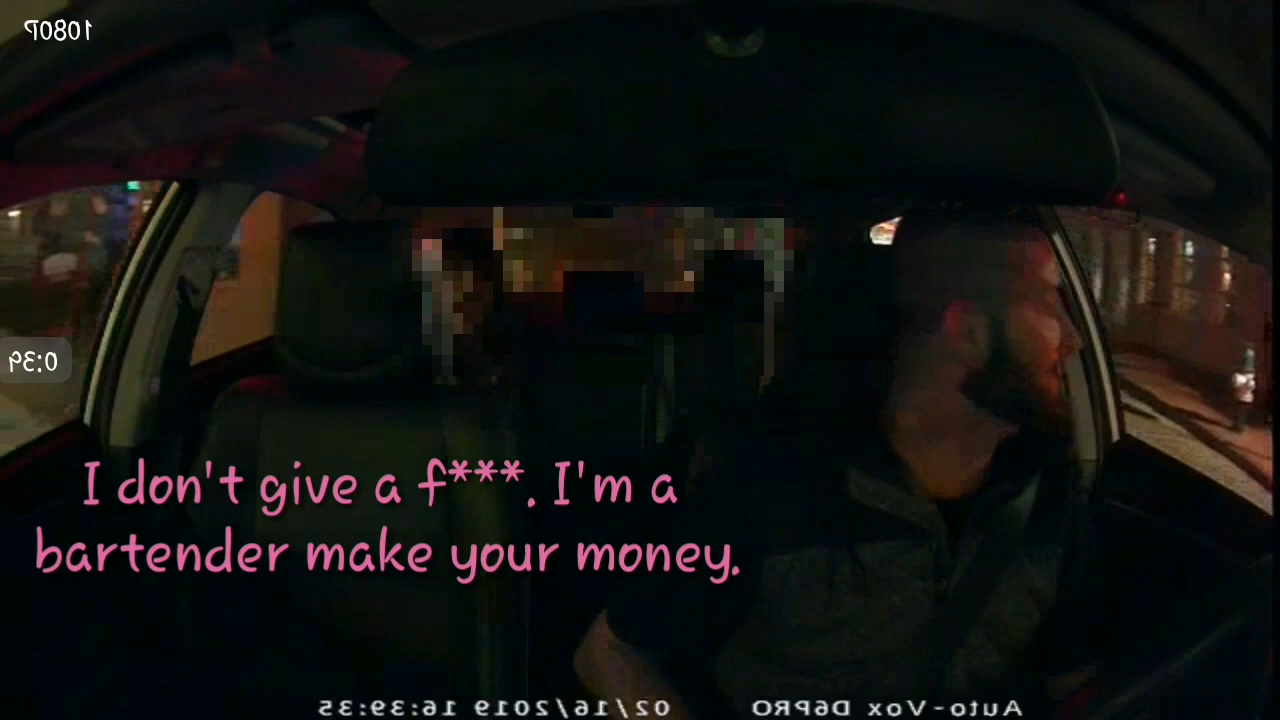 1080P
0:39
I don't give a f***. I'm a
bartender make your money.
Auto-Vox D6PRO 02/16/2019 16:39:35